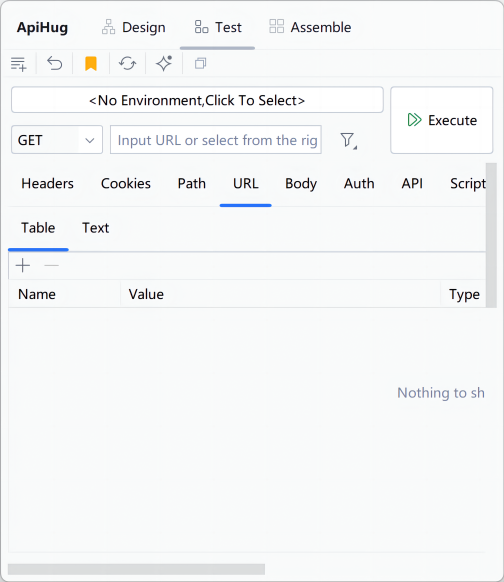 ApiHug Design Test Assemble
<No Environment,Click To Select>
Execute
GET Input URL or select from the rig
Headers Cookies Path URL Body Auth API Script
Table Text
Name Value Type
Nothing to sh